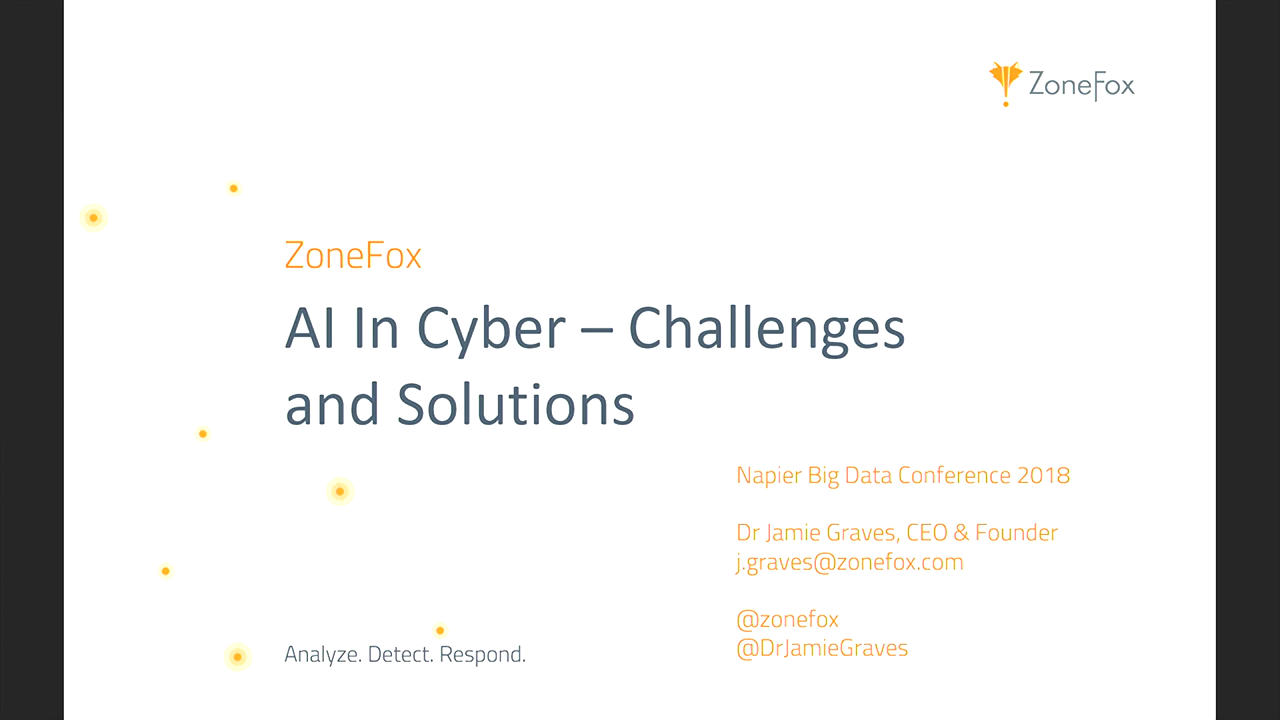 ZoneFox
ZoneFox
AI In Cyber – Challenges
and Solutions
Napier Big Data Conference 2018
Dr Jamie Graves, CEO & Founder
j.graves@zonefox.com
@zonefox
@DrJamieGraves
Analyze. Detect. Respond.